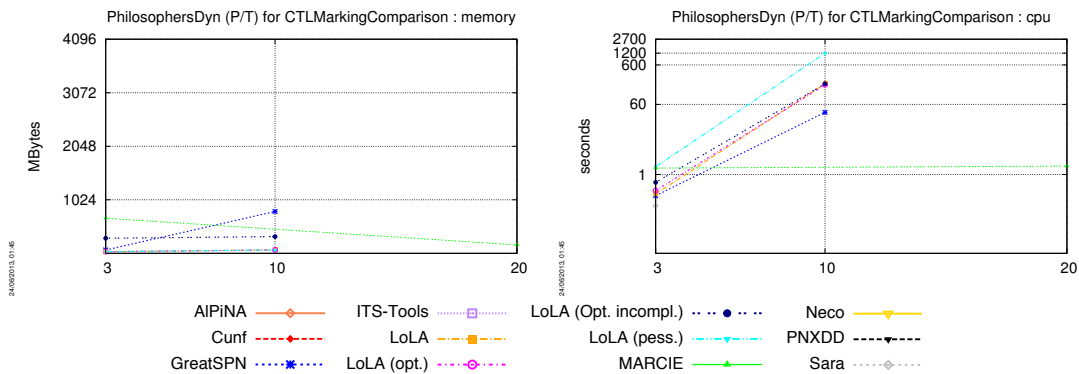 PhilosophersDyn (P/T) for CTLMarkingComparison : memory
4096
3072
2048
1024
MBytes
3
10
20
24/06/2013, 01:45
PhilosophersDyn (P/T) for CTLMarkingComparison : cpu
2700
1200
600
60
1
seconds
3
10
20
24/06/2013, 01:45
AlPiNA
Cunf
GreatSPN
ITS-Tools
LoLA
LoLA (opt.)
LoLA (Opt. incompl.)
LoLA (pess.)
MARCIE
Neco
PNXDD
Sara